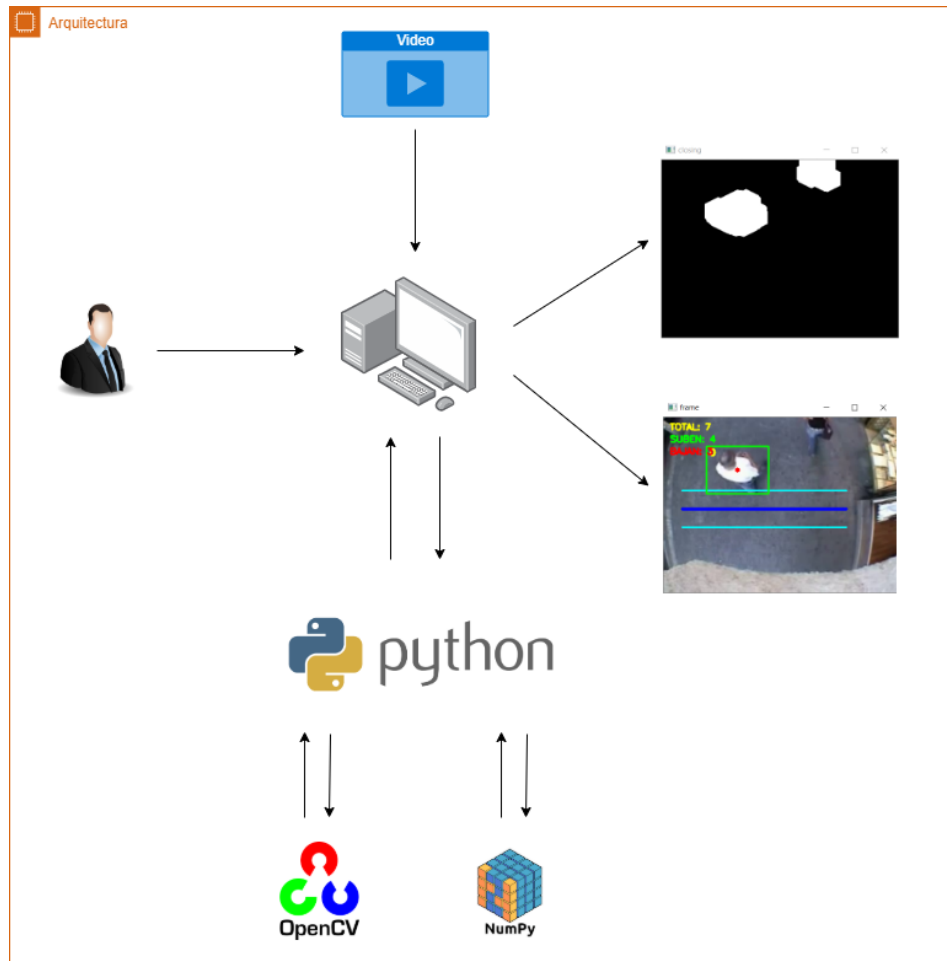 Arquitectura
Video
closing
frame
TOTAL: 7
SUBEN: 4
python
OpenCV
NumPy